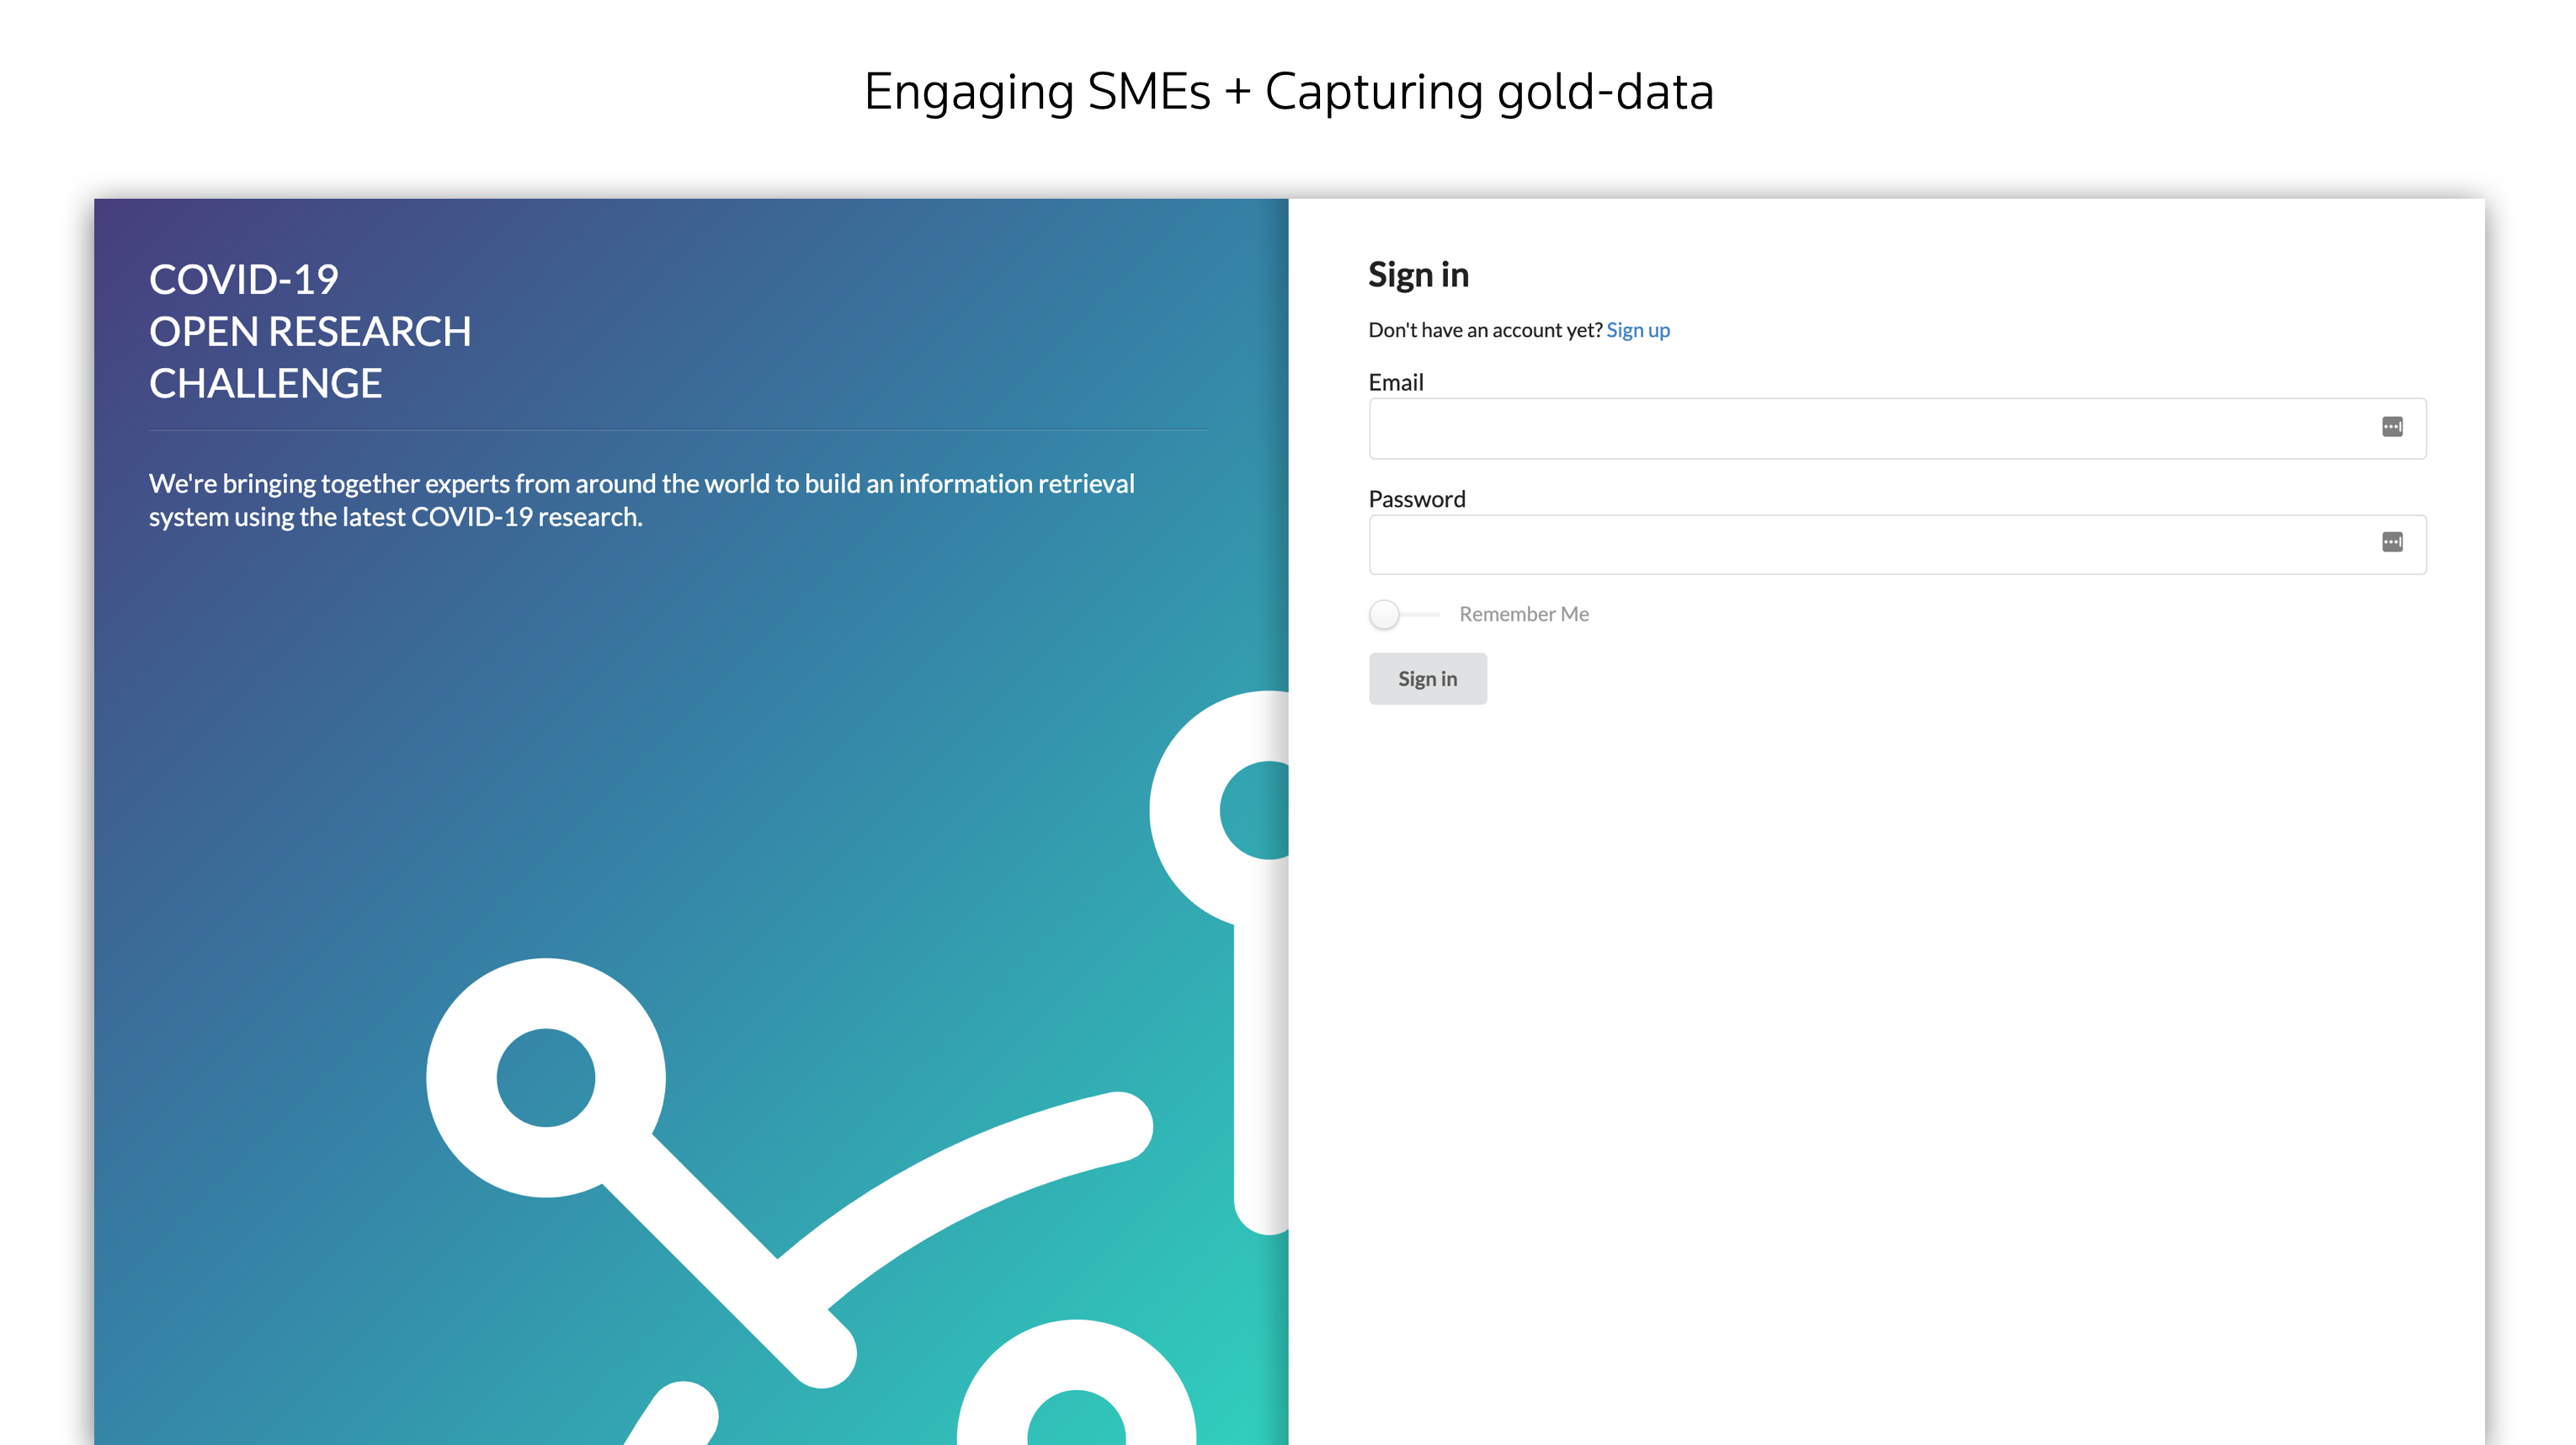 Engaging SMEs + Capturing gold-data
COVID-19
OPEN RESEARCH
CHALLENGE
We're bringing together experts from around the world to build an information retrieval
system using the latest COVID-19 research.
Sign in
Don't have an account yet? Sign up
Email
Password
Remember Me
Sign in